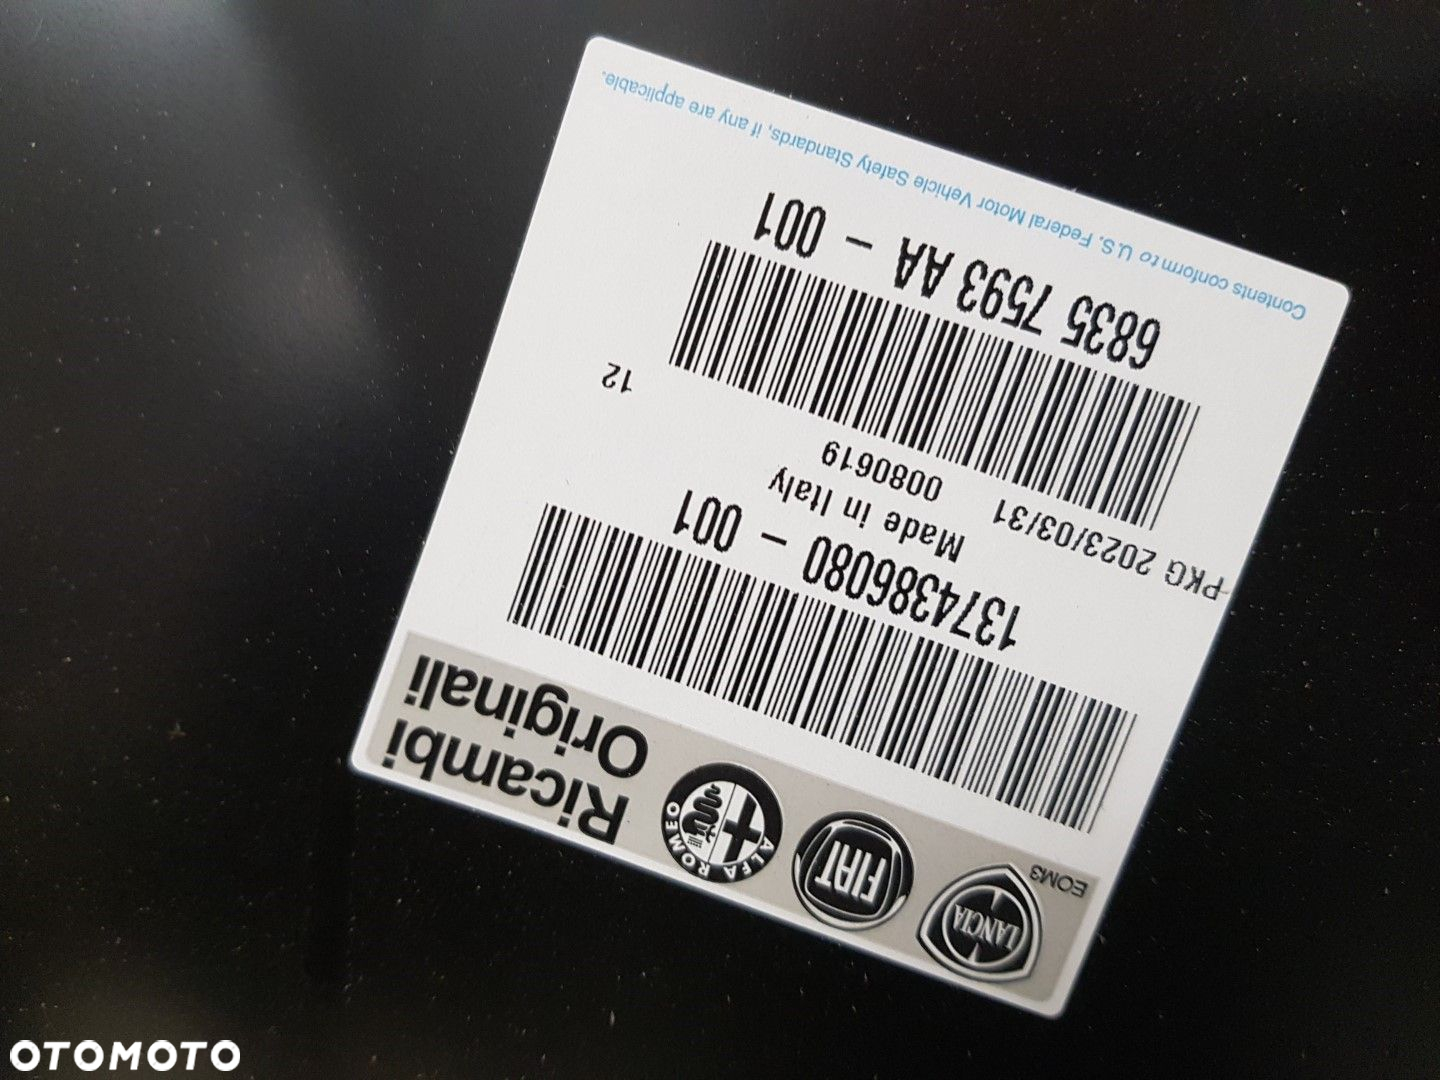 EOM3
LANCIA
FIAT
ALFA ROMEO
Ricambi
Originali
1374386080 - 001
Made in Italy
PKG 2023/03/31
0080619
12
6835 7593 AA - 001
Contents conform to U.S. Federal Motor Vehicle Safety Standards, if any are applicable.
OTOMOTO